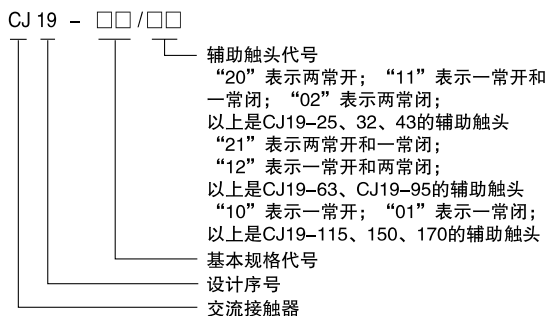 CJ 19 - □□/□□
辅助触头代号
“20”表示两常开；“11”表示一常开和
一常闭；“02”表示两常闭；
以上是CJ19-25、32、43的辅助触头
“21”表示两常开和一常闭；
“12”表示一常开和两常闭；
以上是CJ19-63、CJ19-95的辅助触头
“10”表示一常开；“01”表示一常闭；
以上是CJ19-115、150、170的辅助触头
基本规格代号
设计序号
交流接触器